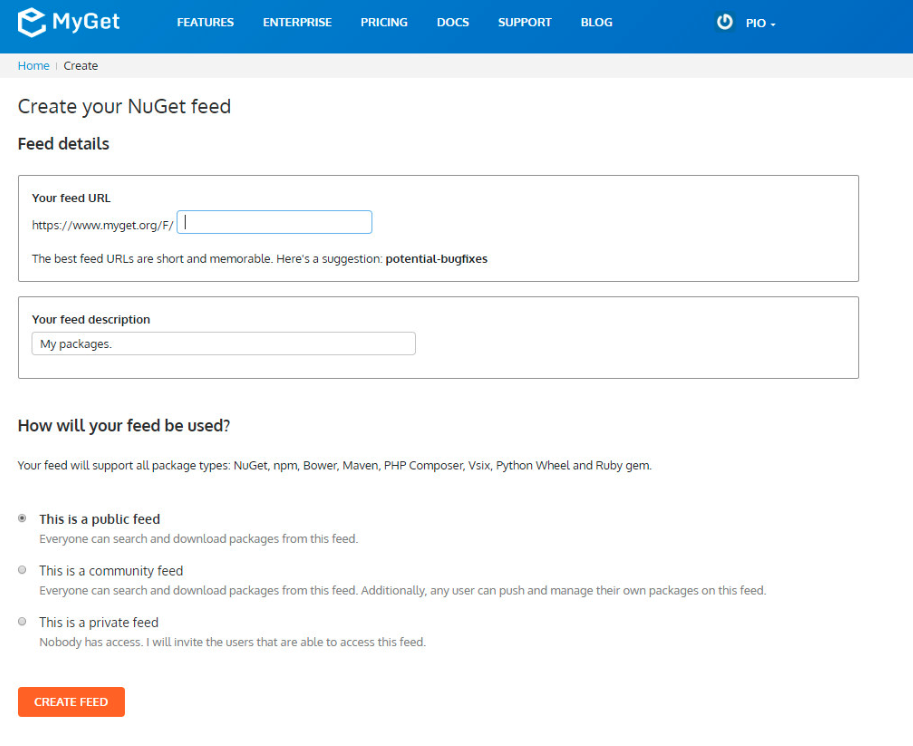 MyGet FEATURES ENTERPRISE PRICING DOCS SUPPORT BLOG PIO
Home | Create
Create your NuGet feed
Feed details
Your feed URL
https://www.myget.org/F/
The best feed URLs are short and memorable. Here's a suggestion: potential-bugfixes
Your feed description
My packages.
How will your feed be used?
Your feed will support all package types: NuGet, npm, Bower, Maven, PHP Composer, Vsix, Python Wheel and Ruby gem.
This is a public feed
Everyone can search and download packages from this feed.
This is a community feed
Everyone can search and download packages from this feed. Additionally, any user can push and manage their own packages on this feed.
This is a private feed
Nobody has access. I will invite the users that are able to access this feed.
CREATE FEED